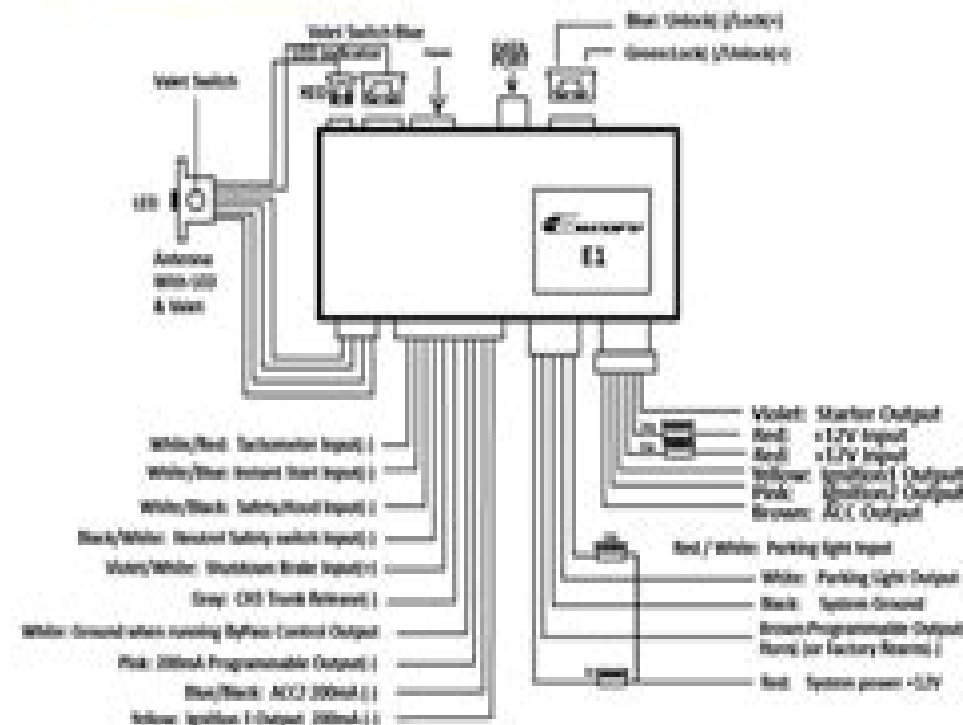 Blue: Unlock(-)/Lock(+)
Green:Lock(-)/Unlock(+)
Valet Switch Blue
Valet Switch
LED
LED
Antenna
With LED
& Valet
E1
Violet: Starter Output
Red: +12V Input
Red: +12V Input
Yellow: Ignition1 Output
Pink: Ignition2 Output
Brown: ACC Output
White/Red: Tachometer Input(-)
White/Blue: Instant Start Input(-)
White/Black: Safety/Hood Input(-)
Black/White: Neutral Safety switch Input(-)
Violet/White: Shutdown Brake Input(+)
Gray: CH3 Trunk Release(-)
White: Ground when running ByPass Control Output
Pink: 200mA Programmable Output(-)
Blue/Black: ACC2 200mA(-)
Yellow: Ignition 1 Output 200mA(-)
Red / White: Parking light Input
White: Parking Light Output
Black: System Ground
Brown:Programmable Output
Horn(-)or Factory Rearm(-)
Red: System power +12V